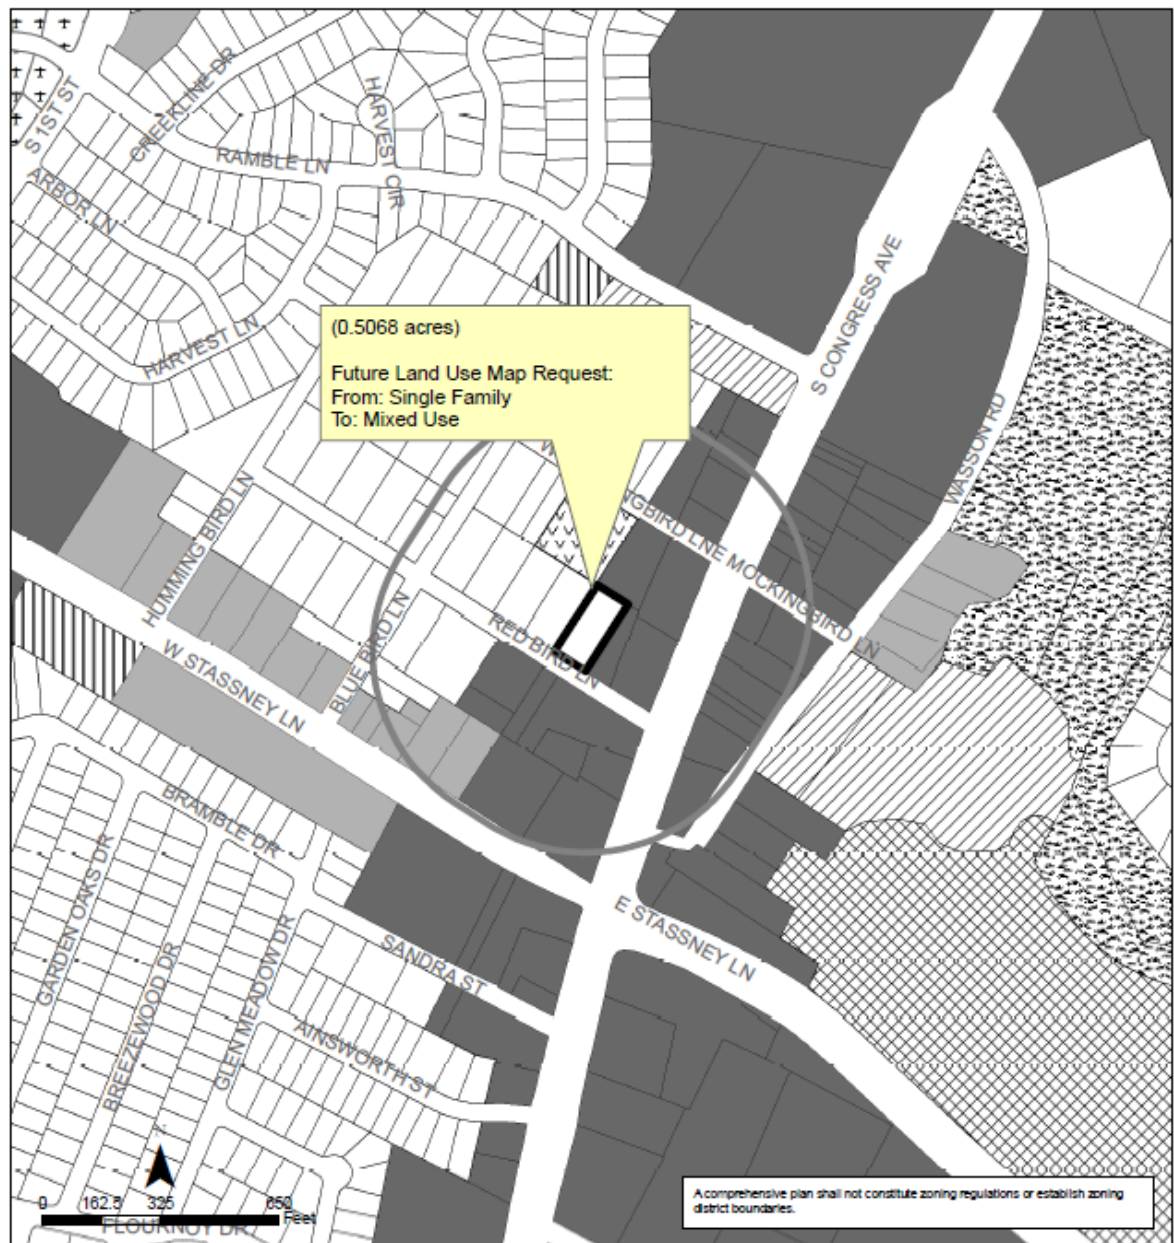 CREEKLINE DR
HARVEST CIR
S 1ST ST
RAMBLE LN
ARBOR LN
S CONGRESS AVE
HARVEST LN
(0.5068 acres)
Future Land Use Map Request:
From: Single Family
To: Mixed Use
WASSON RD
W
NGBIRD LN
E MOCKINGBIRD LN
HUMMING BIRD LN
BLUE BIRD LN
RED BIRD LN
W STASSNEY LN
BRAMBLE DR
GARDEN OAKS DR
E STASSNEY LN
BREEZEWOOD DR
GLEN MEADOW DR
SANDRA ST
AINSWORTH ST
N
0 162.5 325 650
Feet
FLOURNOY DR
A comprehensive plan shall not constitute zoning regulations or establish zoning
district boundaries.